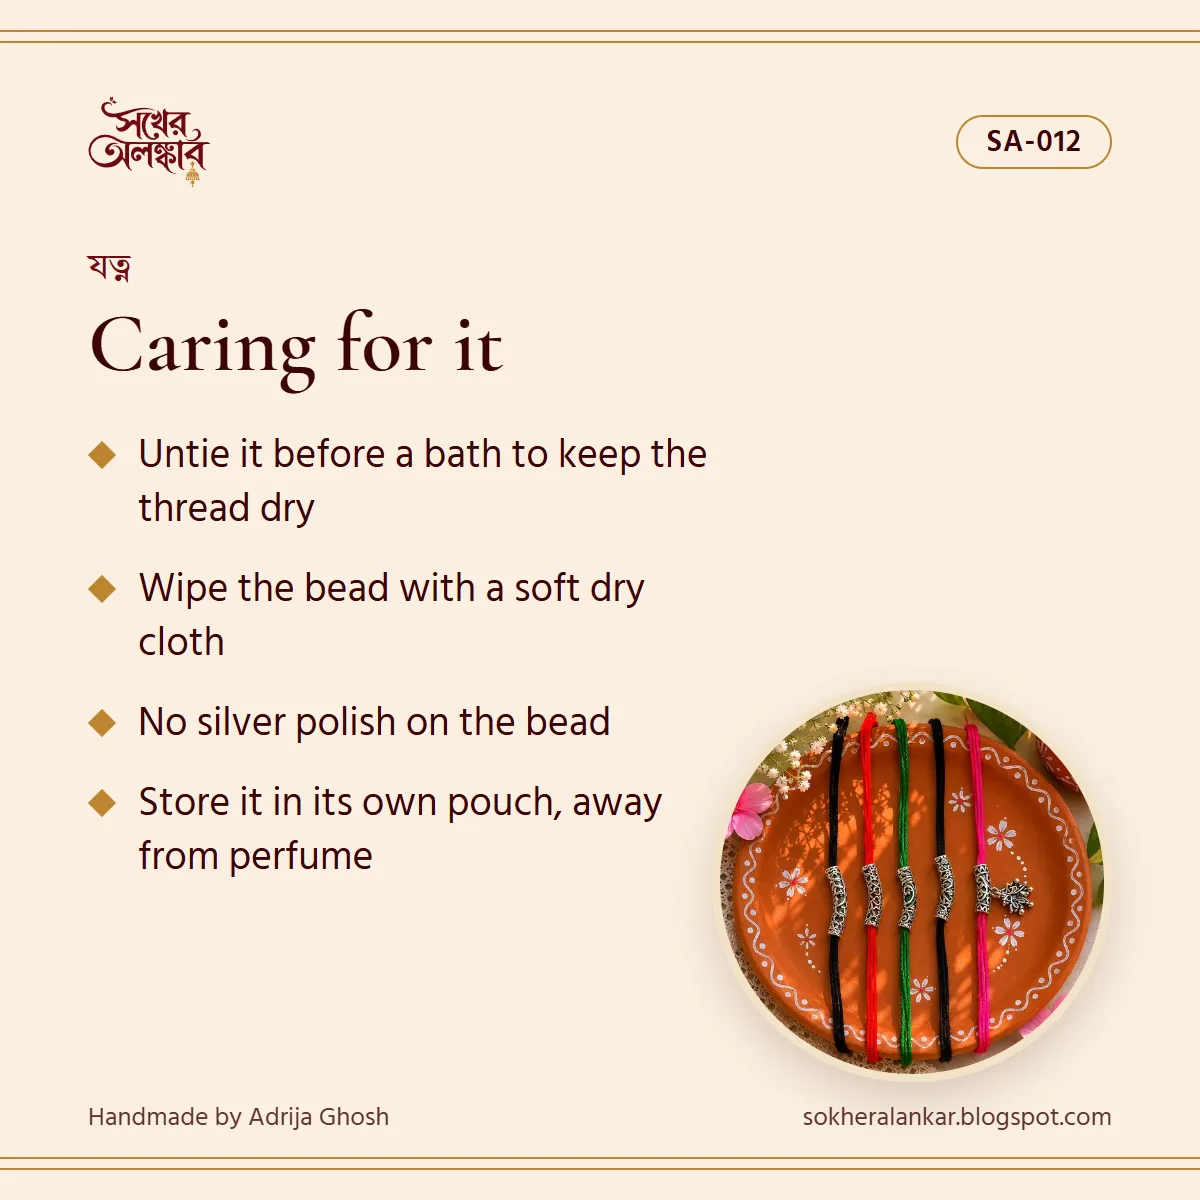 সখের
অলঙ্কার
SA-012
যত্ন
Caring for it
Untie it before a bath to keep the
thread dry
Wipe the bead with a soft dry
cloth
No silver polish on the bead
Store it in its own pouch, away
from perfume
Handmade by Adrija Ghosh
sokheralankar.blogspot.com